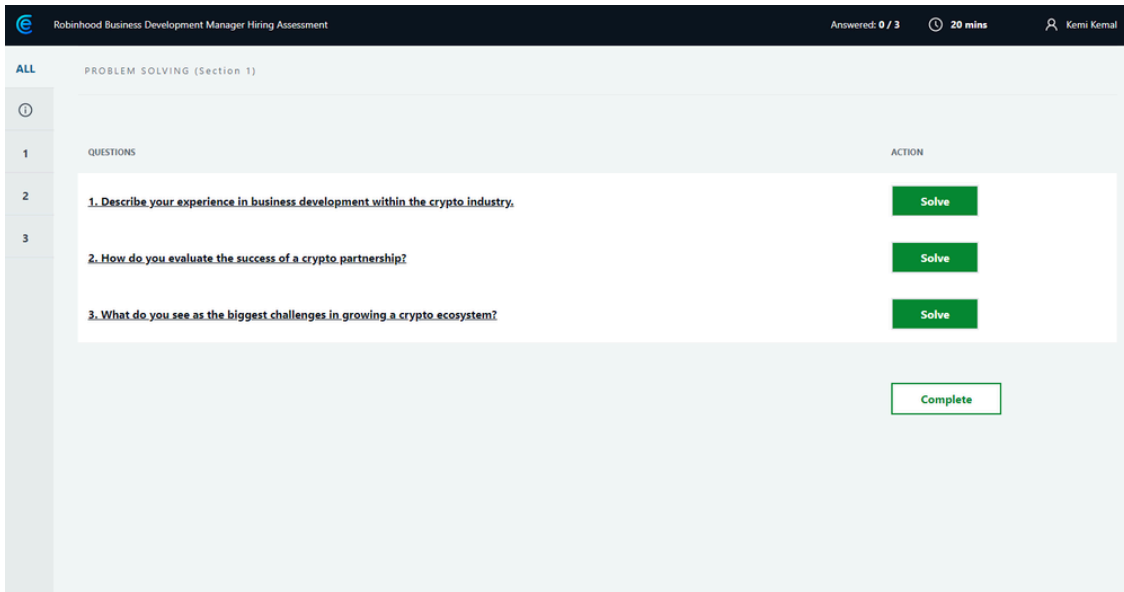 Robinhood Business Development Manager Hiring Assessment Answered: 0 / 3 20 mins Kemi Kemal
ALL
PROBLEM SOLVING (Section 1)
QUESTIONS ACTION
1
2
3
1. Describe your experience in business development within the crypto industry. Solve
2. How do you evaluate the success of a crypto partnership? Solve
3. What do you see as the biggest challenges in growing a crypto ecosystem? Solve
Complete